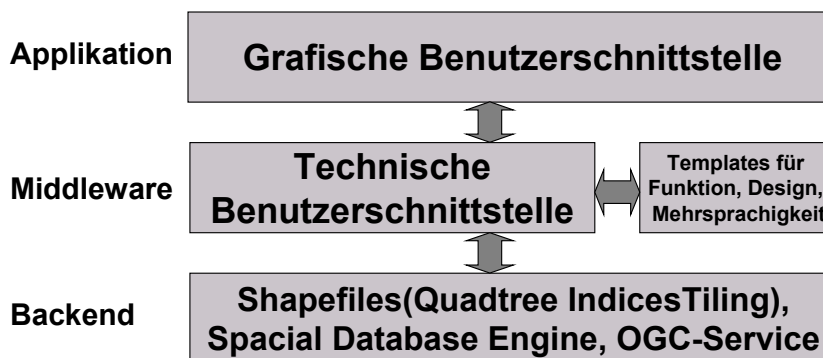 Applikation
Grafische Benutzerschnittstelle
Middleware
Technische
Benutzerschnittstelle
Templates für
Funktion, Design,
Mehrsprachigkeit
Backend
Shapefiles(Quadtree IndicesTiling),
Spacial Database Engine, OGC-Service